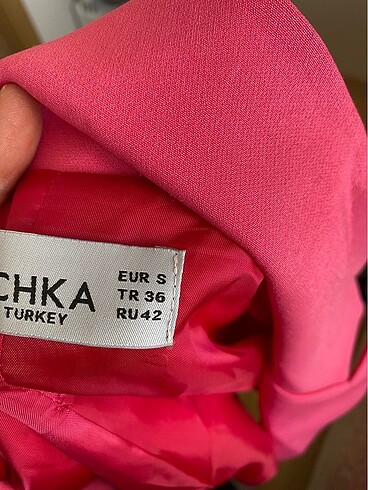 CHKA
TURKEY
EUR S
TR 36
RU 42